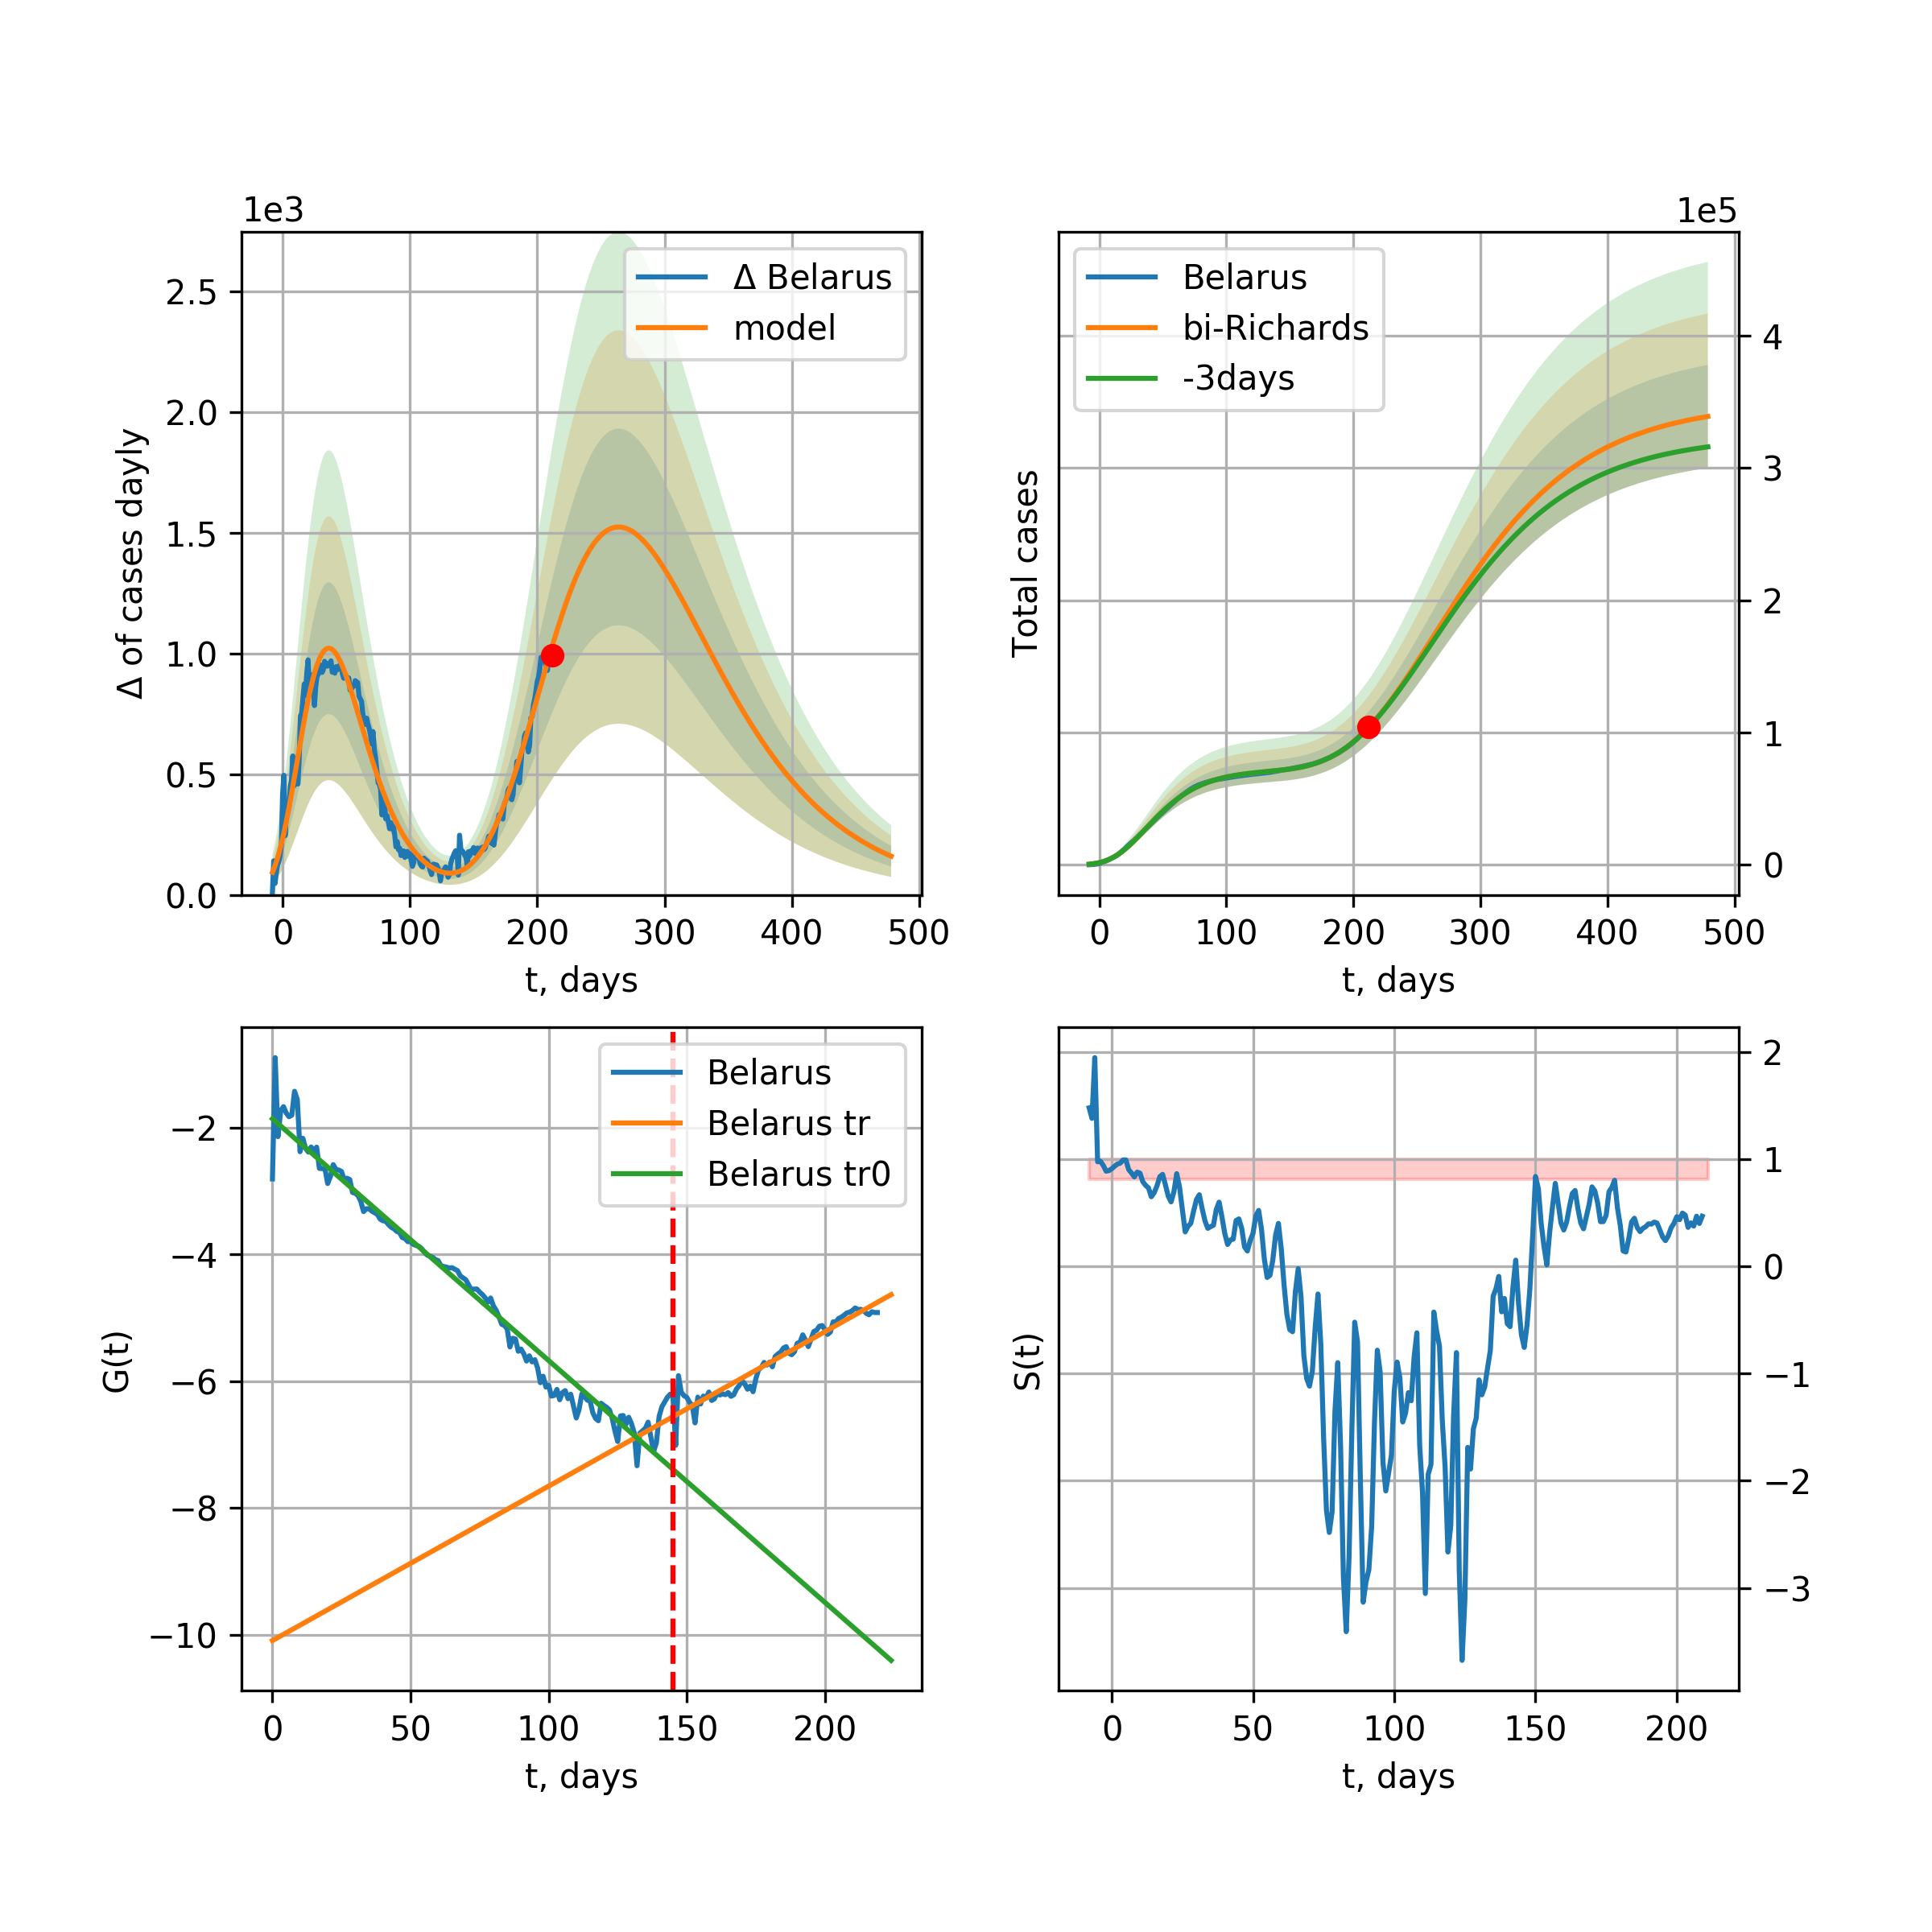 1e3
Δ of cases dayly
2.5
2.0
1.5
1.0
0.5
0.0
Δ Belarus
model
0 100 200 300 400 500
t, days
1e5
Total cases
Belarus
bi-Richards
-3days
4
3
2
1
0
0 100 200 300 400 500
t, days
G(t)
−2
−4
−6
−8
−10
Belarus
Belarus tr
Belarus tr0
0 50 100 150 200
t, days
S(t)
2
1
0
−1
−2
−3
0 50 100 150 200
t, days